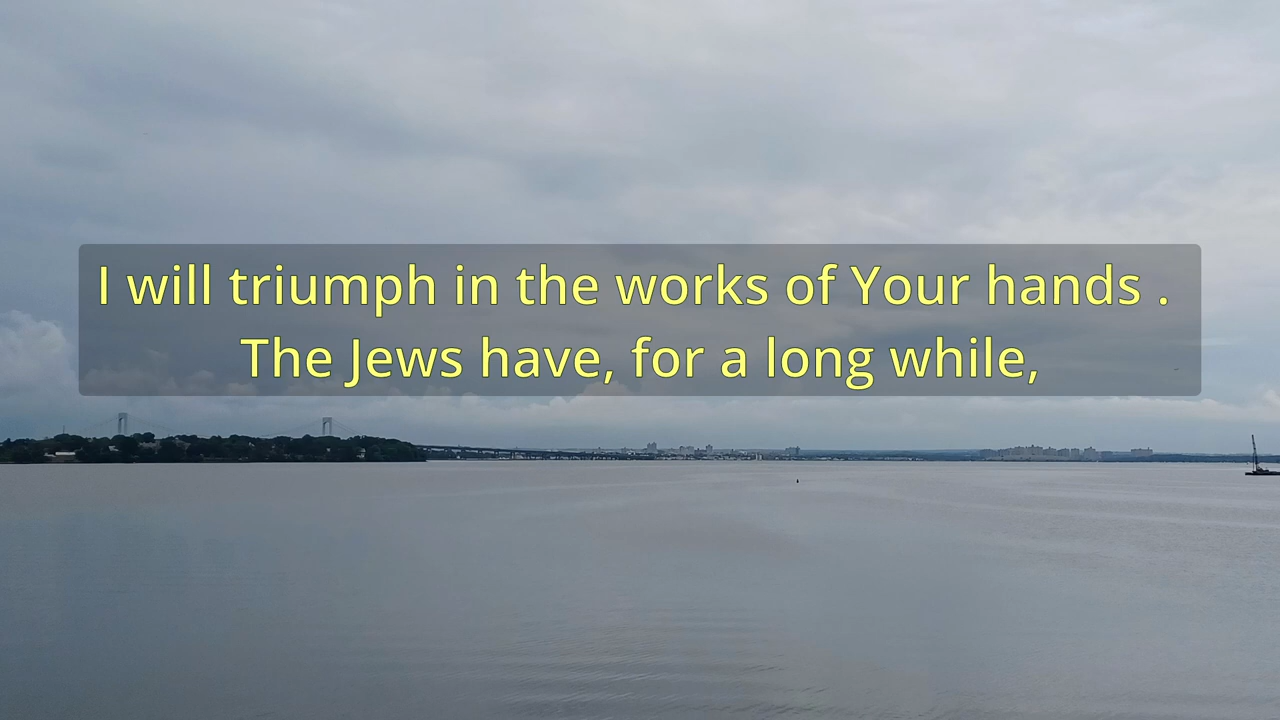 I will triumph in the works of Your hands .
The Jews have, for a long while,